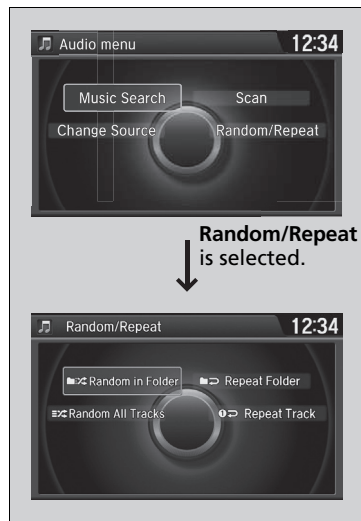 Audio menu 12:34
Music Search Scan
Change Source Random/Repeat
Random/Repeat
is selected.
Random/Repeat 12:34
Random in Folder Repeat Folder
Random All Tracks 1 Repeat Track